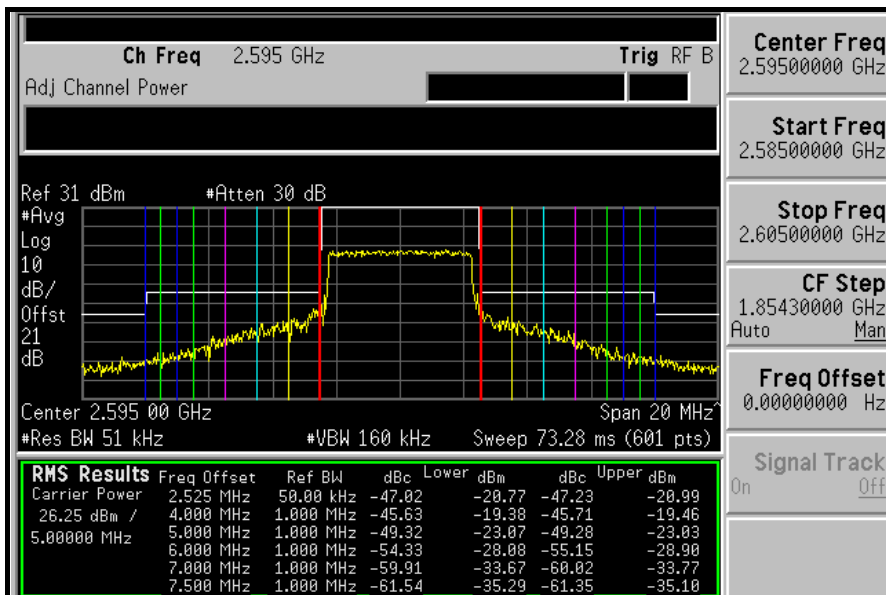 Ch Freq 2.595 GHz Trig RF B
Adj Channel Power
Ref 31 dBm #Atten 30 dB
#Avg
Log
10
dB/
Offst
21
dB
Center 2.595 00 GHz Span 20 MHz^
#Res BW 51 kHz #VBW 160 kHz Sweep 73.28 ms (601 pts)
RMS Results Freq Offset Ref BW dBc Lower dBm dBc Upper dBm
Carrier Power 2.525 MHz 50.00 kHz -47.02 -20.77 -47.23 -20.99
26.25 dBm / 4.000 MHz 1.000 MHz -45.63 -19.38 -45.71 -19.46
5.00000 MHz 5.000 MHz 1.000 MHz -49.32 -23.07 -49.28 -23.03
6.000 MHz 1.000 MHz -54.33 -28.08 -55.15 -28.90
7.000 MHz 1.000 MHz -59.91 -33.67 -60.02 -33.77
7.500 MHz 1.000 MHz -61.54 -35.29 -61.35 -35.10
Center Freq
2.59500000 GHz
Start Freq
2.58500000 GHz
Stop Freq
2.60500000 GHz
CF Step
1.85430000 GHz
Auto Man
Freq Offset
0.00000000 Hz
Signal Track
On Off